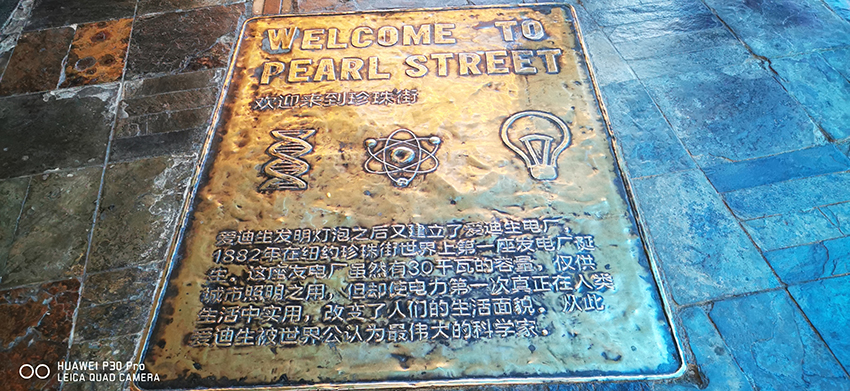 WELCOME TO
PEARL STREET
欢迎来到珍珠街
爱迪生发明灯泡之后又建立了爱迪生电厂，
1882年在纽约珍珠街世界上第一座发电厂诞
生。这座发电厂虽然有30千瓦的容量，仅供
城市照明之用，但却使电力第一次真正在人类
生活中实用，改变了人们的生活面貌。从此
爱迪生被世界公认为最伟大的科学家。
HUAWEI P30 Pro
LEICA QUAD CAMERA